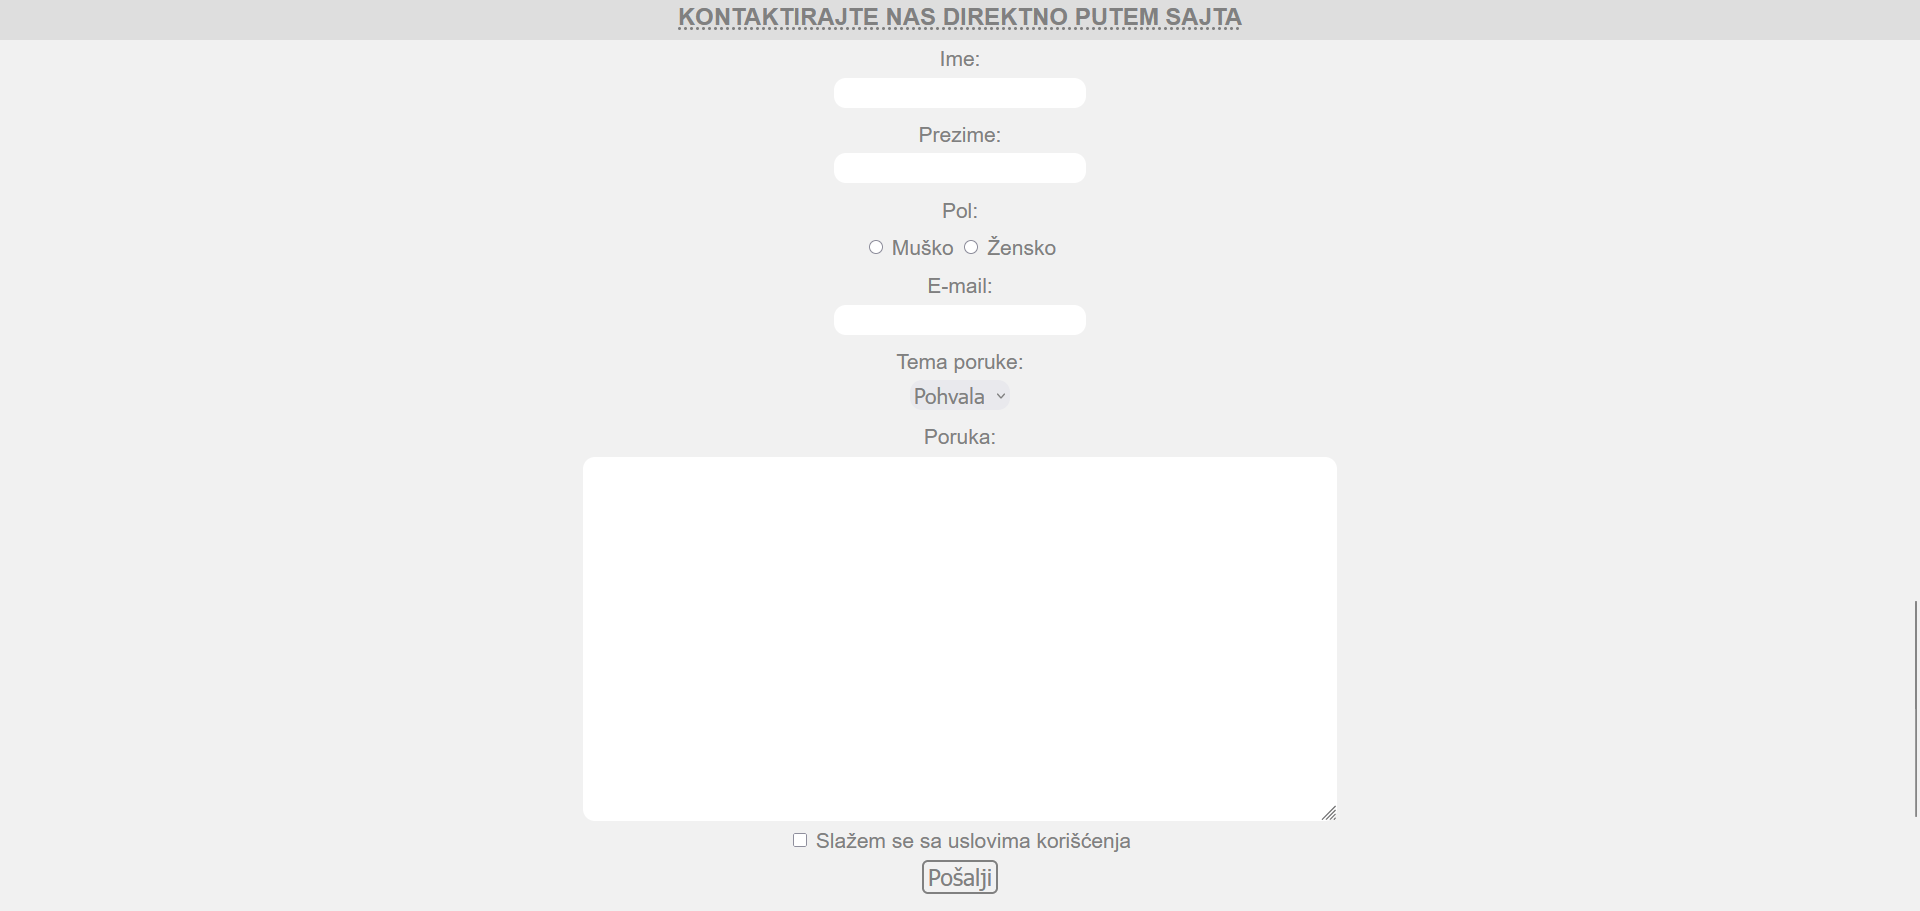 KONTAKTIRAJTE NAS DIREKTNO PUTEM SAJTA
Ime:
Prezime:
Pol:
Muško Žensko
E-mail:
Tema poruke:
Pohvala
Poruka:
Slažem se sa uslovima korišćenja
Pošalji